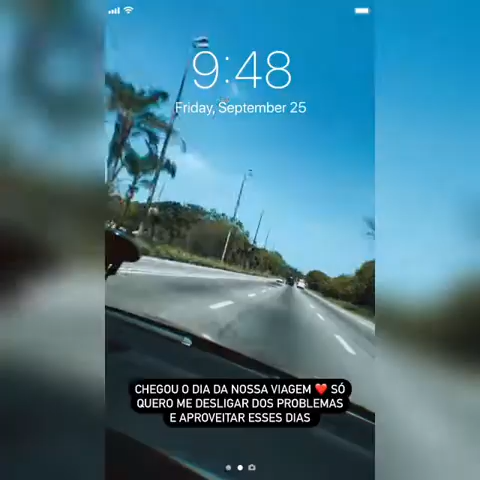 9:48
Friday, September 25
CHEGOU O DIA DA NOSSA VIAGEM ❤️ SÓ
QUERO ME DESLIGAR DOS PROBLEMAS
E APROVEITAR ESSES DIAS